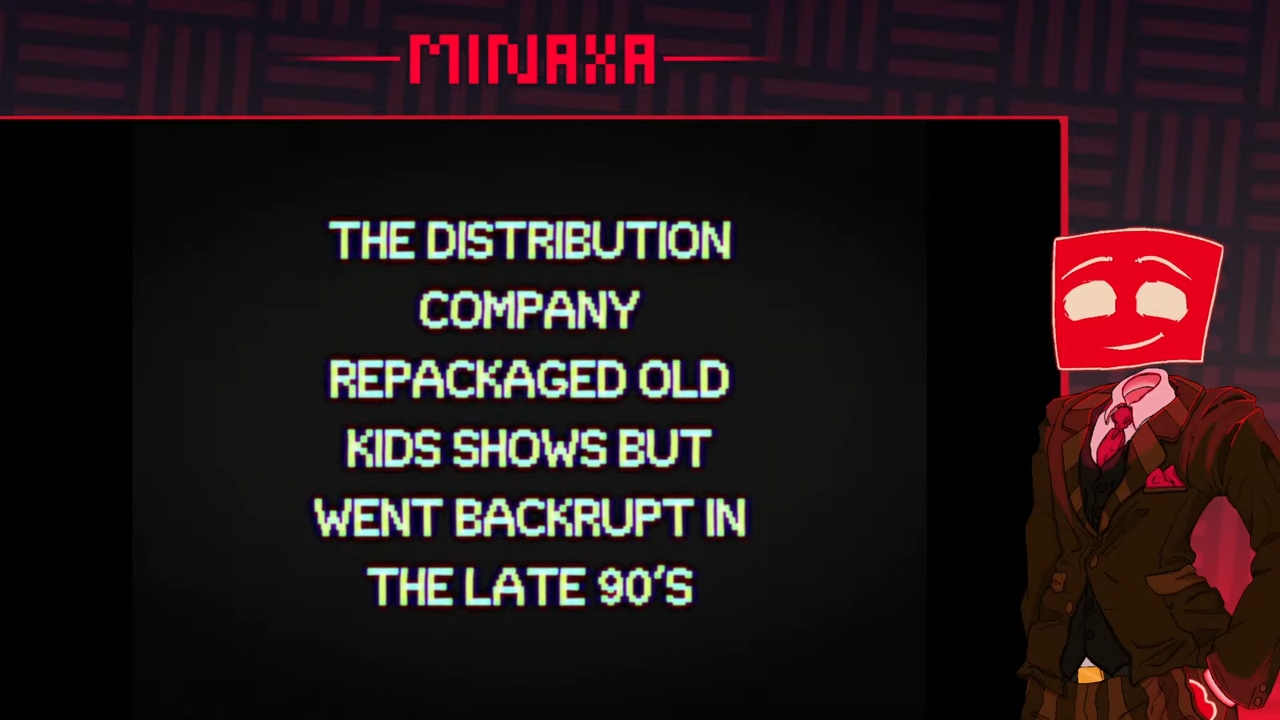 MINAXA
THE DISTRIBUTION
COMPANY
REPACKAGED OLD
KIDS SHOWS BUT
WENT BACKRUPT IN
THE LATE 90'S